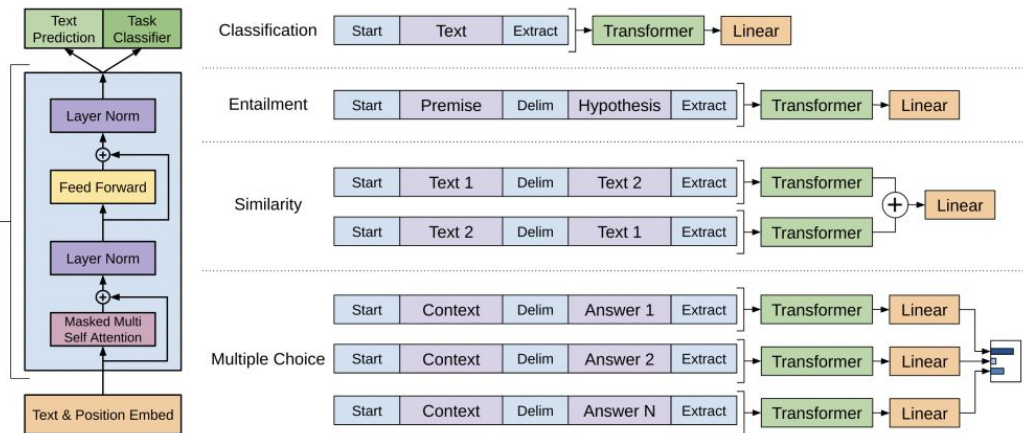 Text Prediction
Task Classifier
Layer Norm
Feed Forward
Layer Norm
Masked Multi
Self Attention
Text & Position Embed
Classification
Start Text Extract Transformer Linear
Entailment
Start Premise Delim Hypothesis Extract Transformer Linear
Similarity
Start Text 1 Delim Text 2 Extract Transformer
Start Text 2 Delim Text 1 Extract Transformer
Linear
Multiple Choice
Start Context Delim Answer 1 Extract Transformer Linear
Start Context Delim Answer 2 Extract Transformer Linear
Start Context Delim Answer N Extract Transformer Linear